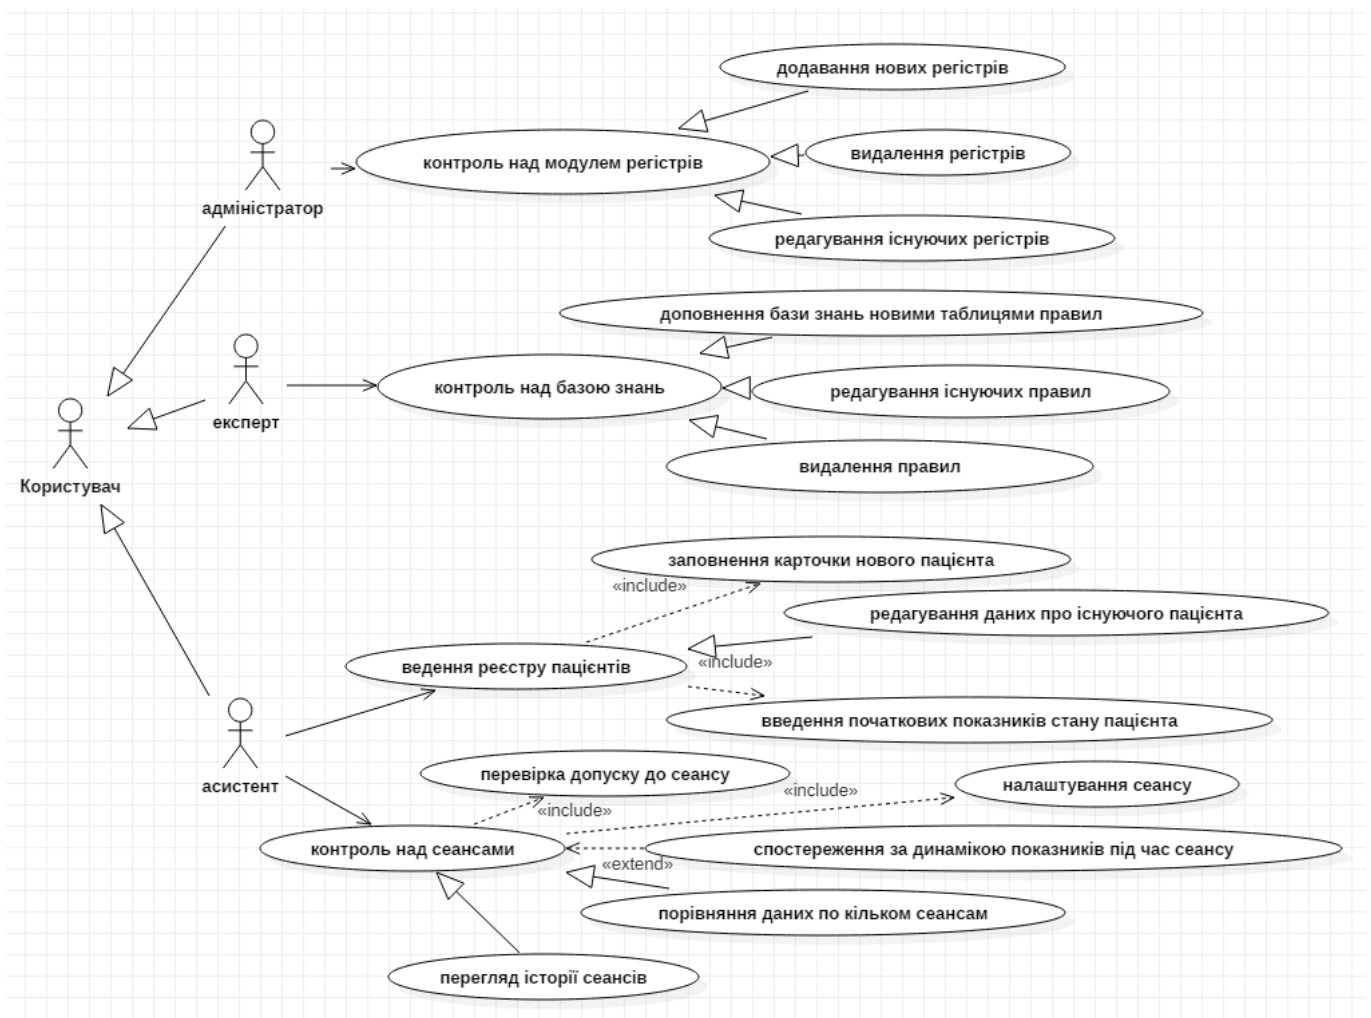 додавання нових регістрів
контроль над модулем регістрів
видалення регістрів
адміністратор
редагування існуючих регістрів
доповнення бази знань новими таблицями правил
експерт
контроль над базою знань
редагування існуючих правил
видалення правил
Користувач
заповнення карточки нового пацієнта
«include»
редагування даних про існуючого пацієнта
ведення реєстру пацієнтів
«include»
введення початкових показників стану пацієнта
асистент
перевірка допуску до сеансу
«include»
налаштування сеансу
«include»
контроль над сеансами
спостереження за динамікою показників під час сеансу
«extend»
порівняння даних по кільком сеансам
перегляд історії сеансів